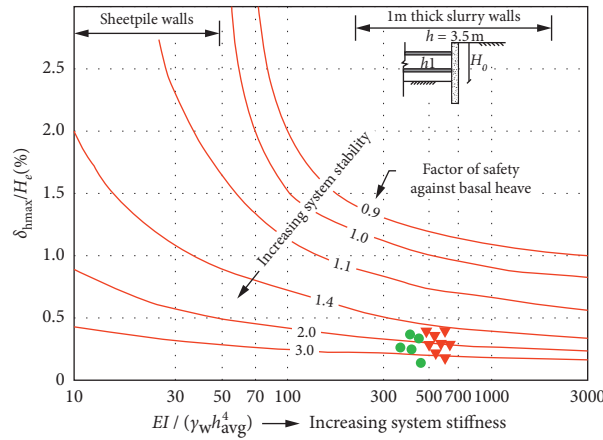 Sheetpile walls
1m thick slurry walls
h = 3.5 m
h1
H₀
2.5
2.0
1.5
1.0
0.5
0
δhmax/He(%)
Increasing system stability
Factor of safety
against basal heave
0.9
1.0
1.1
1.4
2.0
3.0
10
30
50
70
100
300
500
700
1000
3000
EI / (γw h⁴avg) → Increasing system stiffness